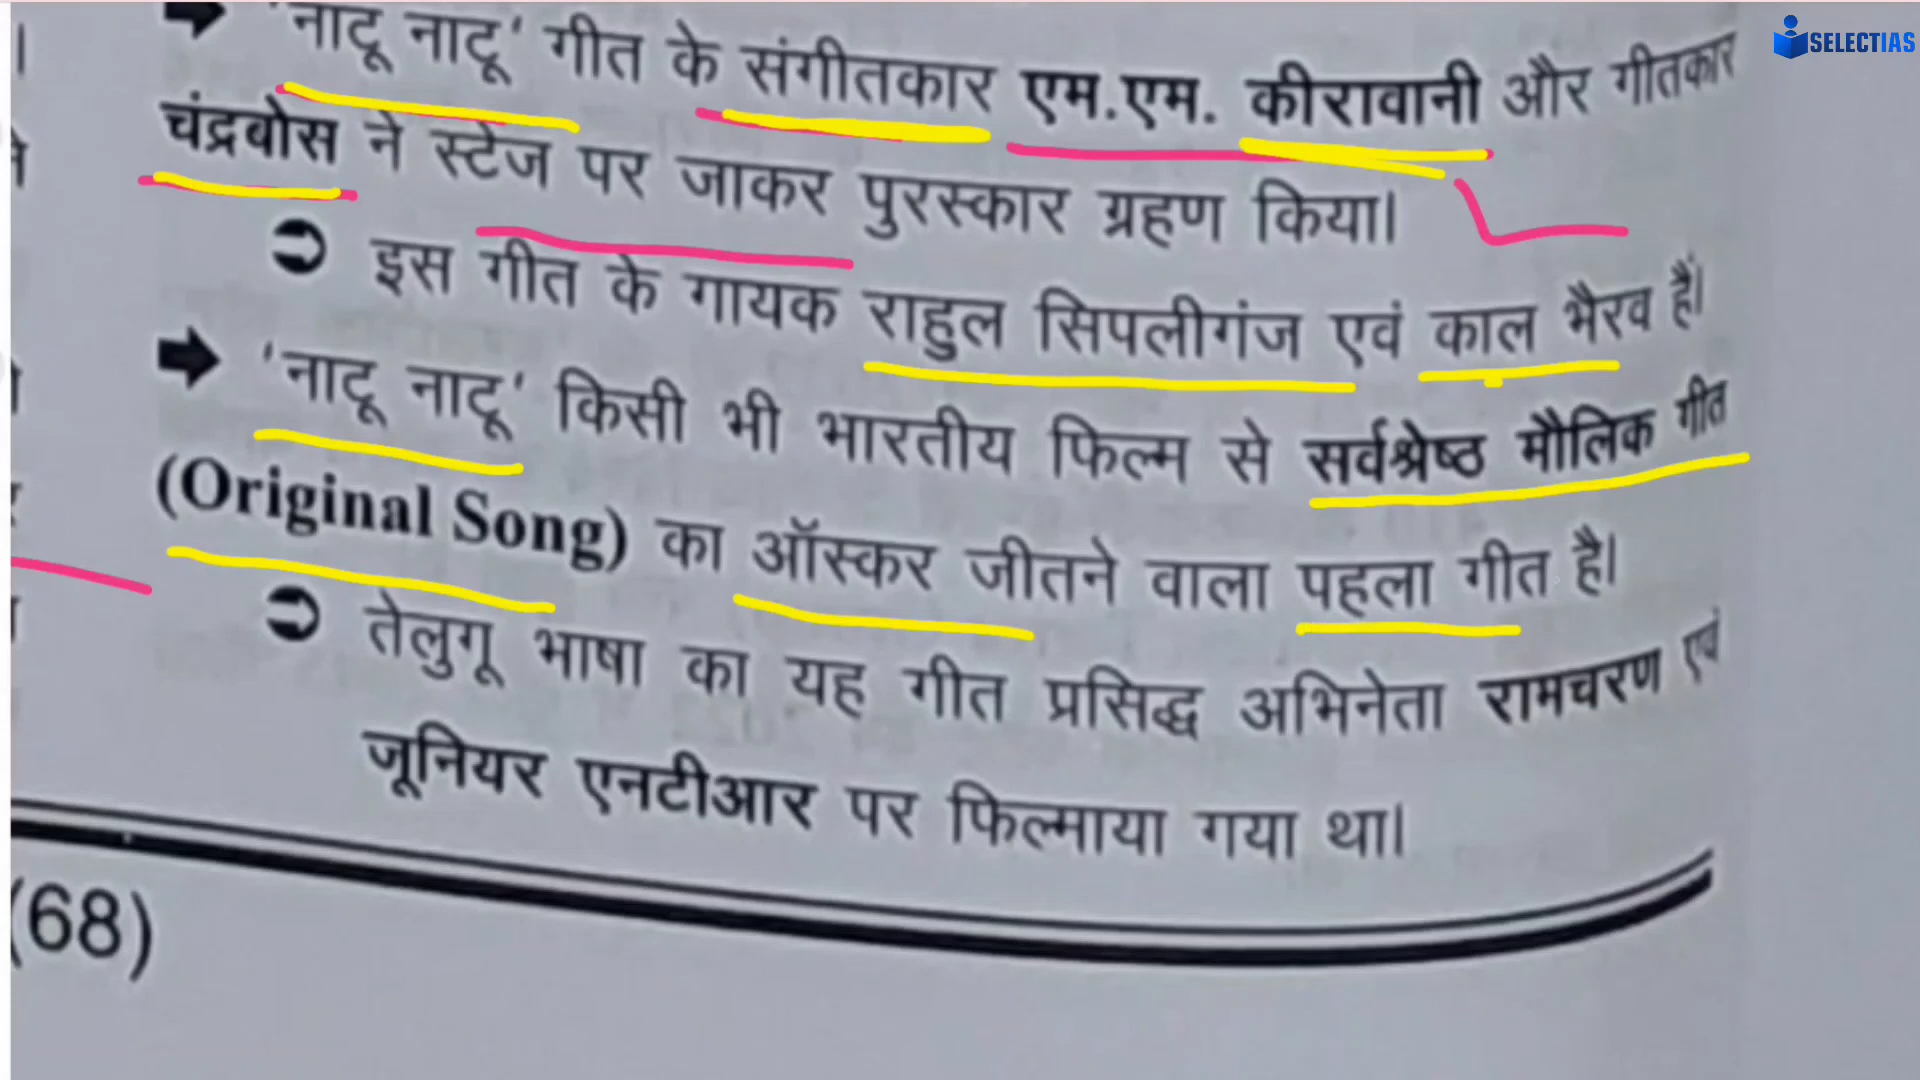 SELECTIAS
'नाटू नाटू' गीत के संगीतकार एम.एम. कीरावानी और गीतकार
चंद्रबोस ने स्टेज पर जाकर पुरस्कार ग्रहण किया।
इस गीत के गायक राहुल सिपलीगंज एवं काल भैरव हैं।
'नाटू नाटू' किसी भी भारतीय फिल्म से सर्वश्रेष्ठ मौलिक गीत
(Original Song) का ऑस्कर जीतने वाला पहला गीत है।
तेलुगू भाषा का यह गीत प्रसिद्ध अभिनेता रामचरण एवं
जूनियर एनटीआर पर फिल्माया गया था।
(68)